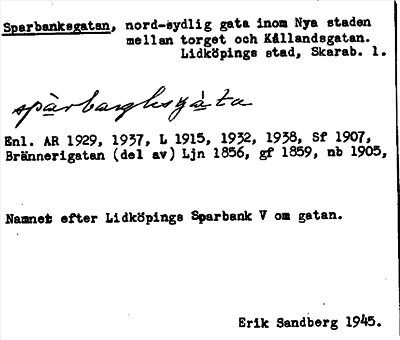 Sparbanksgatan, nord-sydlig gata inom Nya staden
mellan torget och Kållandsgatan.
Lidköpings stad, Skarab. l.
spàrbaŋksgàta
Enl. AR 1929, 1937, L 1915, 1932, 1938, Sf 1907,
Brännerigatan (del av) Ljn 1856, gf 1859, nb 1905,
Namnet efter Lidköpings Sparbank V om gatan.
Erik Sandberg 1945.